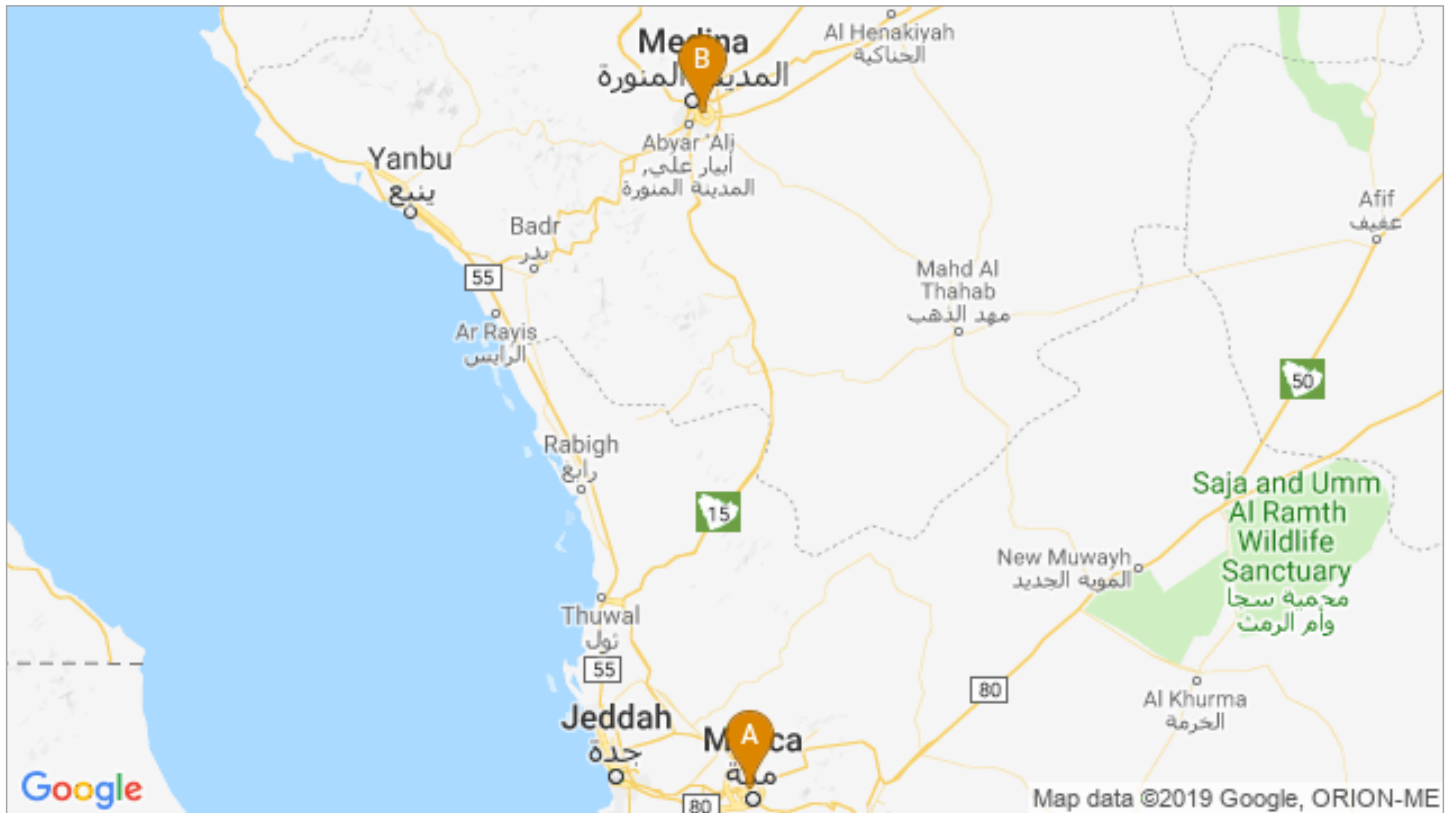 Medina
المدينة المنورة
B
Al Henakiyah
الحناكية
Abyar 'Ali
أبيار علي,
المدينة المنورة
Yanbu
ينبع
Afif
عفيف
Badr
بدر
55
Mahd Al
Thahab
مهد الذهب
Ar Rayis
الرايس
50
Rabigh
رابغ
15
Saja and Umm
Al Ramth
Wildlife
Sanctuary
محمية سجا
وأم الرمث
New Muwayh
المويه الجديد
Thuwal
ثول
55
80
Al Khurma
الخرمة
Jeddah
جدة
A
80
Google
Map data ©2019 Google, ORION-ME